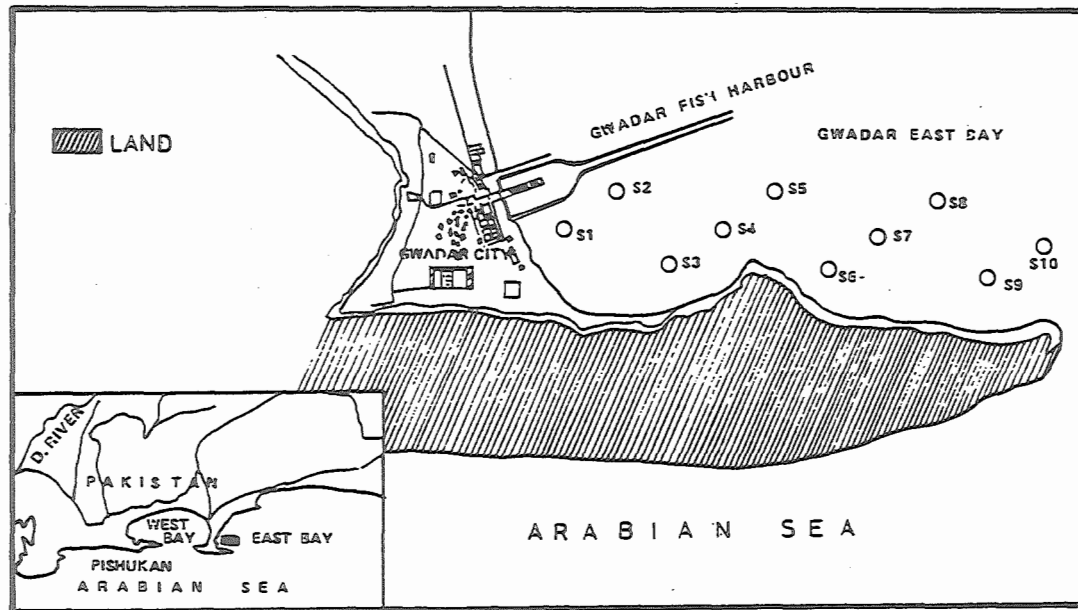 GWADAR FISH HARBOUR
GWADAR EAST BAY
LAND
S2
S5
S8
S1
S4
S7
S3
S6-
S9
S10
GWADAR CITY
D. RIVER
PAKISTAN
WEST
BAY
EAST BAY
PISHUKAN
ARABIAN SEA
ARABIAN SEA